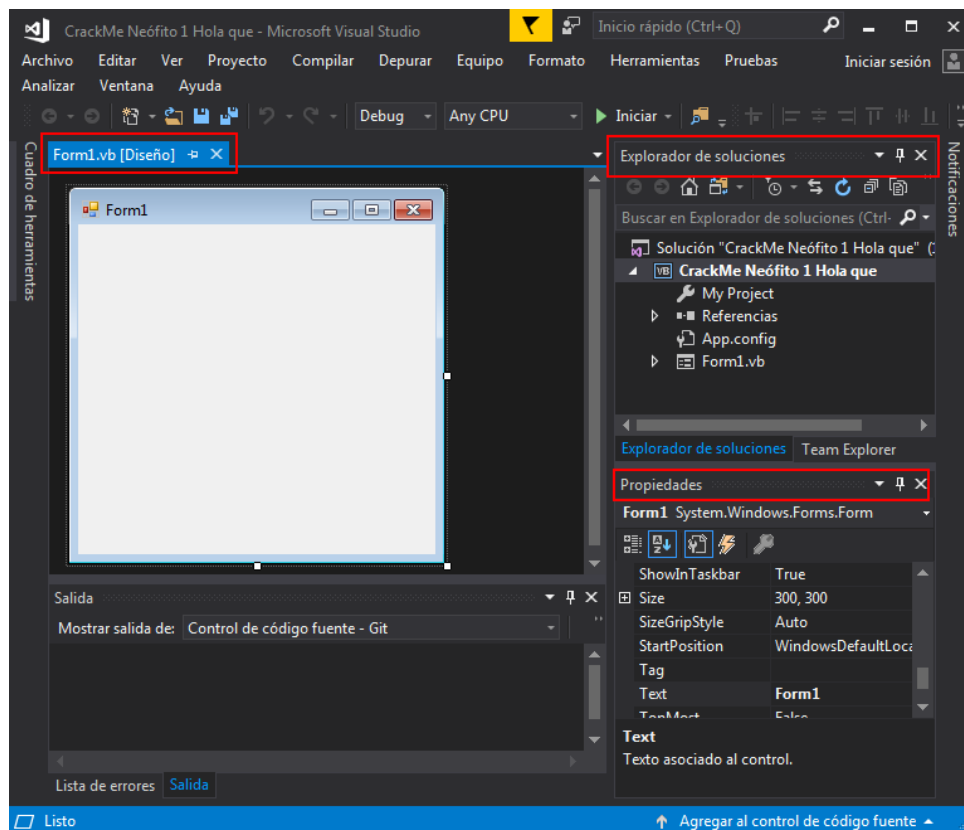 CrackMe Neófito 1 Hola que - Microsoft Visual Studio
Inicio rápido (Ctrl+Q)
Archivo Editar Ver Proyecto Compilar Depurar Equipo Formato Herramientas Pruebas Iniciar sesión
Analizar Ventana Ayuda
Debug Any CPU Iniciar
Cuadro de herramientas
Form1.vb [Diseño]
Form1
Explorador de soluciones
Notificaciones
Buscar en Explorador de soluciones (Ctrl-
Solución "CrackMe Neófito 1 Hola que"
VB CrackMe Neófito 1 Hola que
My Project
Referencias
App.config
Form1.vb
Explorador de soluciones Team Explorer
Propiedades
Form1 System.Windows.Forms.Form
ShowInTaskbar True
Size 300, 300
SizeGripStyle Auto
StartPosition WindowsDefaultLoca
Tag
Text Form1
TopMost False
Text
Texto asociado al control.
Salida
Mostrar salida de: Control de código fuente - Git
Lista de errores Salida
Listo Agregar al control de código fuente